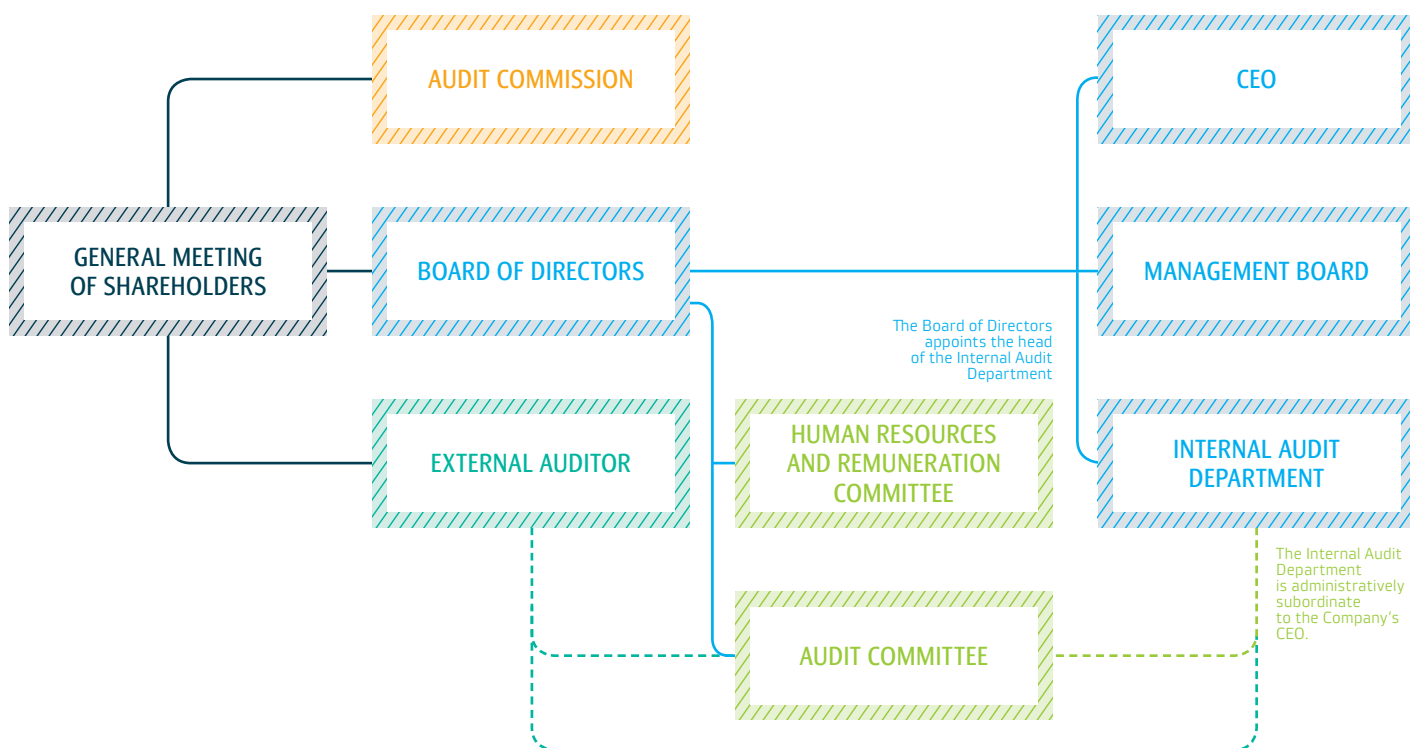 AUDIT COMMISSION
CEO
GENERAL MEETING
OF SHAREHOLDERS
BOARD OF DIRECTORS
MANAGEMENT BOARD
The Board of Directors
appoints the head
of the Internal Audit
Department
EXTERNAL AUDITOR
HUMAN RESOURCES
AND REMUNERATION
COMMITTEE
INTERNAL AUDIT
DEPARTMENT
The Internal Audit
Department
is administratively
subordinate
to the Company's
CEO.
AUDIT COMMITTEE